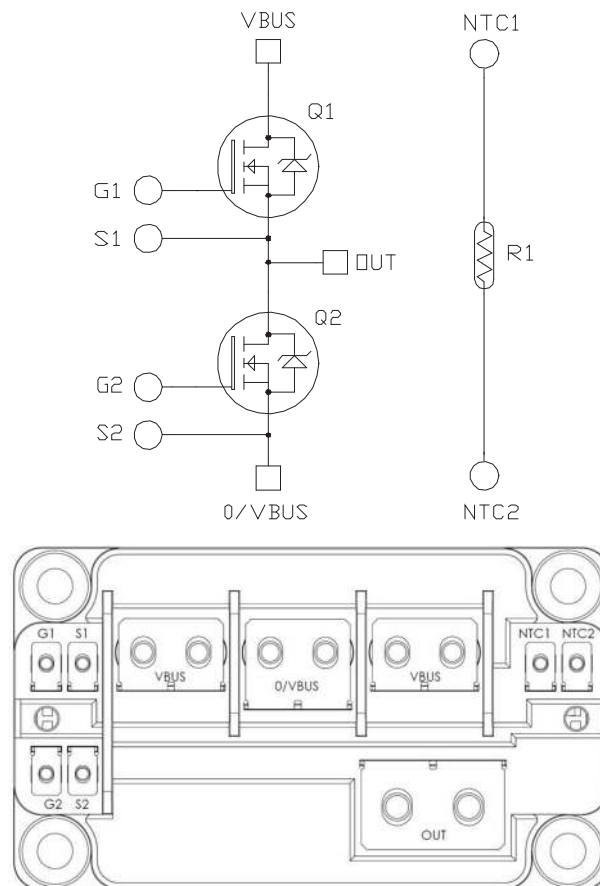 VBUS
NTC1
Q1
G1
S1
OUT
R1
Q2
G2
S2
0/VBUS
NTC2
G1 S1
NTC1 NTC2
VBUS
0/VBUS
VBUS
G2 S2
OUT